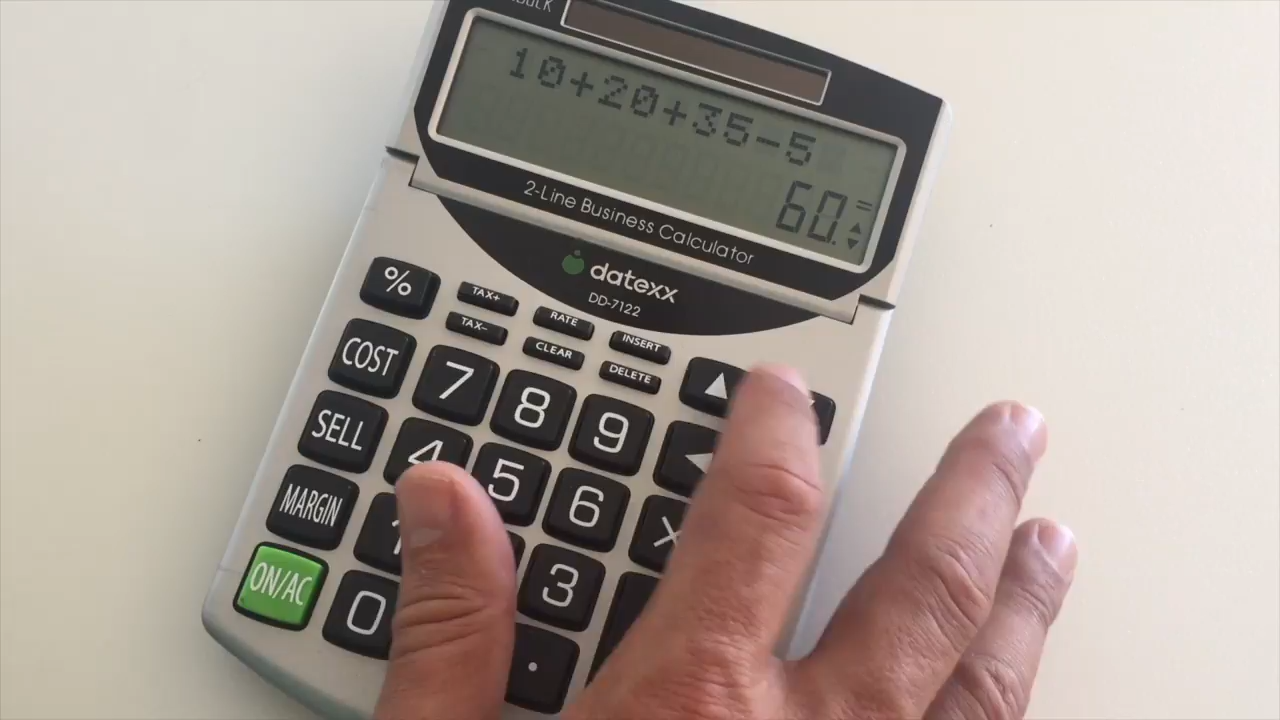 10+20+35-5
60.=
2-Line Business Calculator
datexx
DD-7122
% TAX+ RATE INSERT
TAX- CLEAR DELETE ▲
COST 7 8 9
SELL 4 5 6
MARGIN 3
ON/AC 0 .